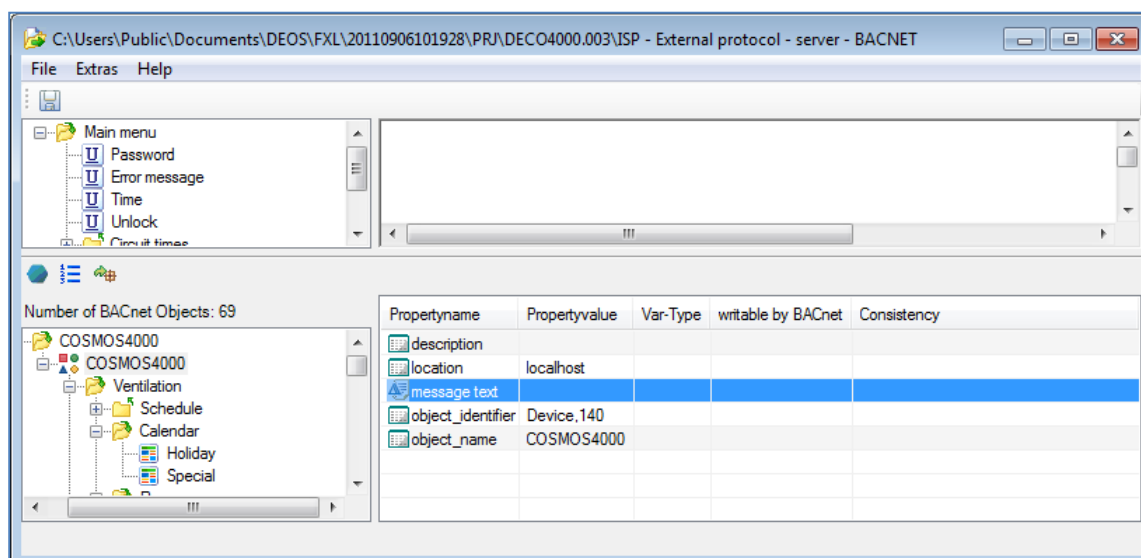 C:\Users\Public\Documents\DEOS\FXL\20110906101928\PRJ\DECO4000.003\ISP - External protocol - server - BACNET
File Extras Help
Main menu
Password
Error message
Time
Unlock
Circuit times
Number of BACnet Objects: 69
COSMOS4000
COSMOS4000
Ventilation
Schedule
Calendar
Holiday
Special
Propertyname Propertyvalue Var-Type writable by BACnet Consistency
description
location localhost
message text
object_identifier Device,140
object_name COSMOS4000